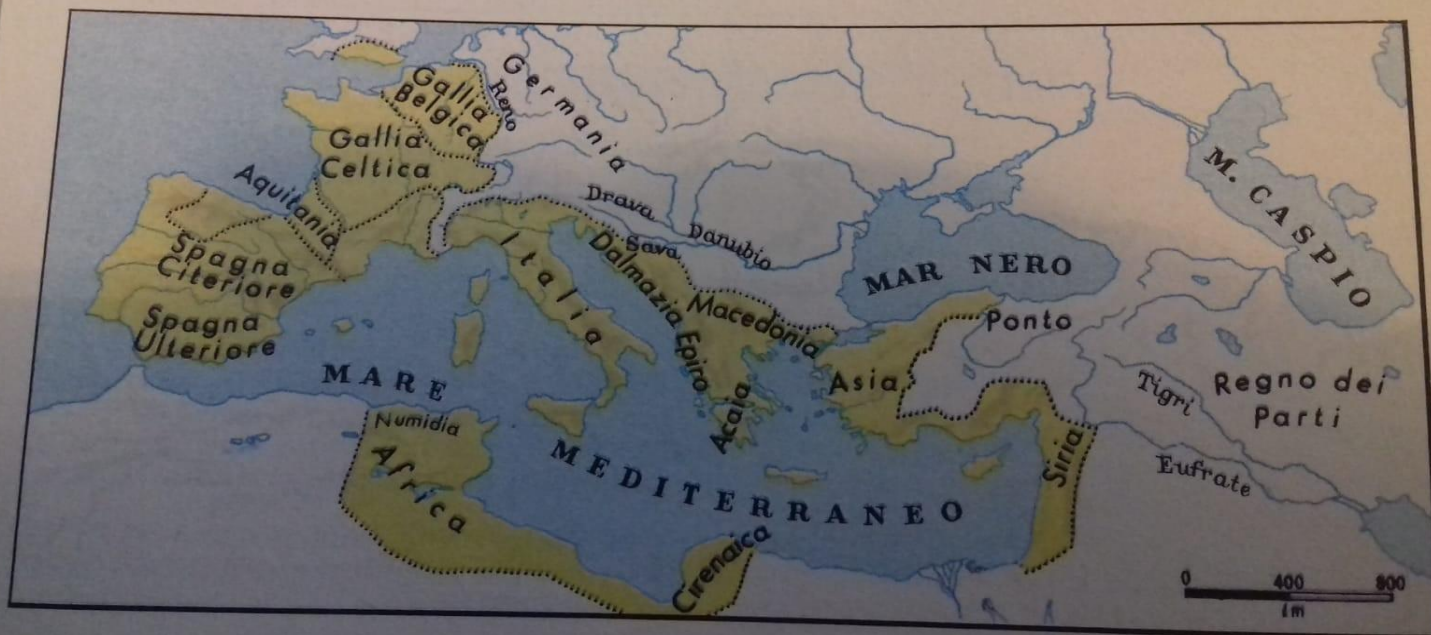 Gallia
Belgica
Reno
Germania
Gallia
Celtica
Aquitania
Spagna
Citeriore
Spagna
Ulteriore
Italia
Drava
Sava
Danubio
Dalmazia
Macedonia
Epiro
Acaia
MAR NERO
M. CASPIO
Ponto
Asia
Regno dei
Parti
Tigri
Eufrate
Siria
MARE
MEDITERRANEO
Numidia
Africa
Cirenaica
0 400 800